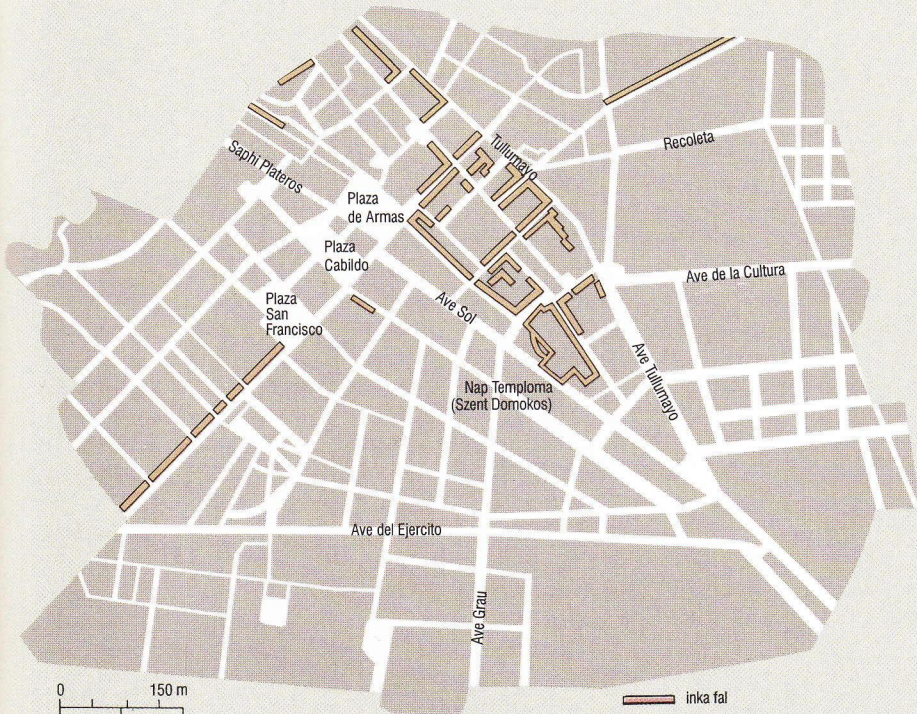 Tullumayo
Recoleta
Saphi Plateros
Plaza
de Armas
Plaza
Cabildo
Ave de la Cultura
Plaza
San
Francisco
Ave Sol
Ave Tullumayo
Nap Temploma
(Szent Domokos)
Ave del Ejercito
Ave Grau
0 150 m
inka fal